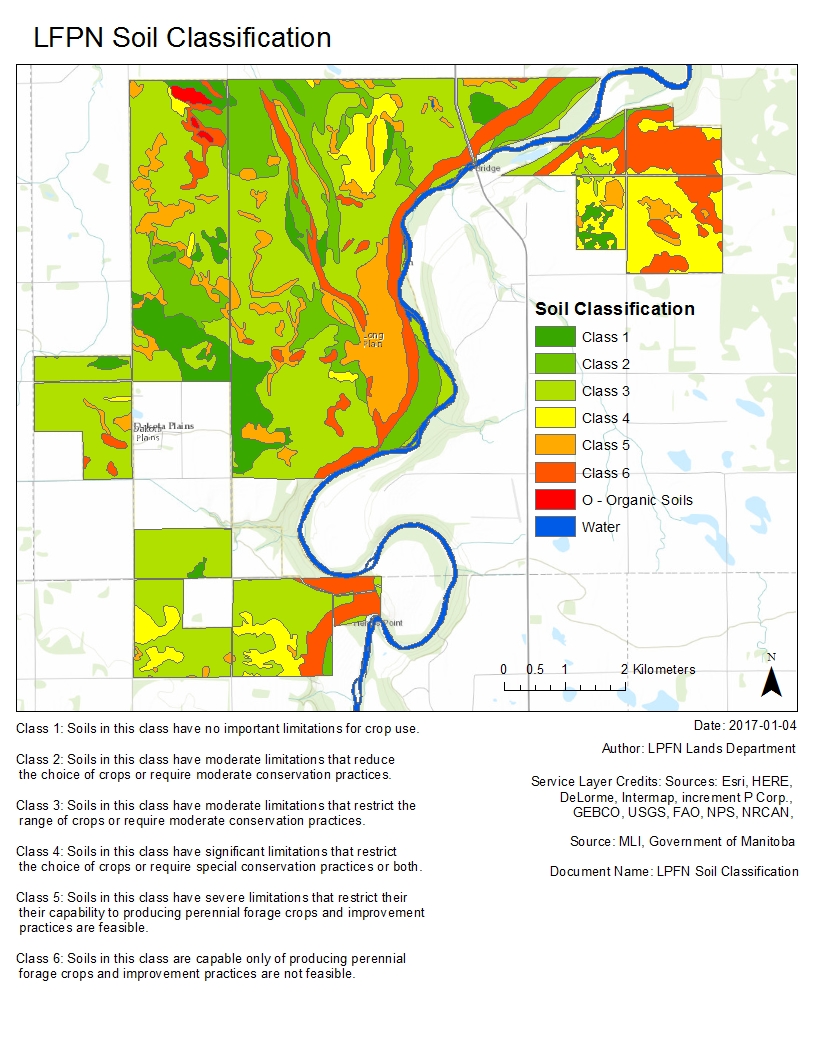 LFPN Soil Classification
Bridge
Long
Plain
Dakota Plains
Dakota
Plains
Point
Soil Classification
Class 1
Class 2
Class 3
Class 4
Class 5
Class 6
O - Organic Soils
Water
0 0.5 1 2 Kilometers
N
Class 1: Soils in this class have no important limitations for crop use.
Class 2: Soils in this class have moderate limitations that reduce
the choice of crops or require moderate conservation practices.
Class 3: Soils in this class have moderate limitations that restrict the
range of crops or require moderate conservation practices.
Class 4: Soils in this class have significant limitations that restrict
the choice of crops or require special conservation practices or both.
Class 5: Soils in this class have severe limitations that restrict their
their capability to producing perennial forage crops and improvement
practices are feasible.
Class 6: Soils in this class are capable only of producing perennial
forage crops and improvement practices are not feasible.
Date: 2017-01-04
Author: LPFN Lands Department
Service Layer Credits: Sources: Esri, HERE,
DeLorme, Intermap, increment P Corp.,
GEBCO, USGS, FAO, NPS, NRCAN,
Source: MLI, Government of Manitoba
Document Name: LPFN Soil Classification